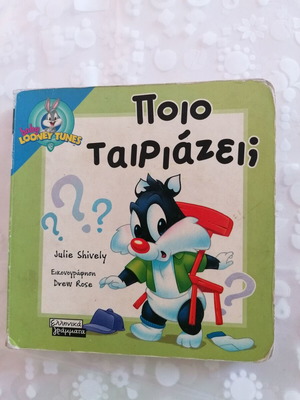 Baby
LOONEY TUNES
Ποιο
ταιριάζει;
Julie Shively
Εικονογράφηση
Drew Rose
ελληνικά
γράμματα